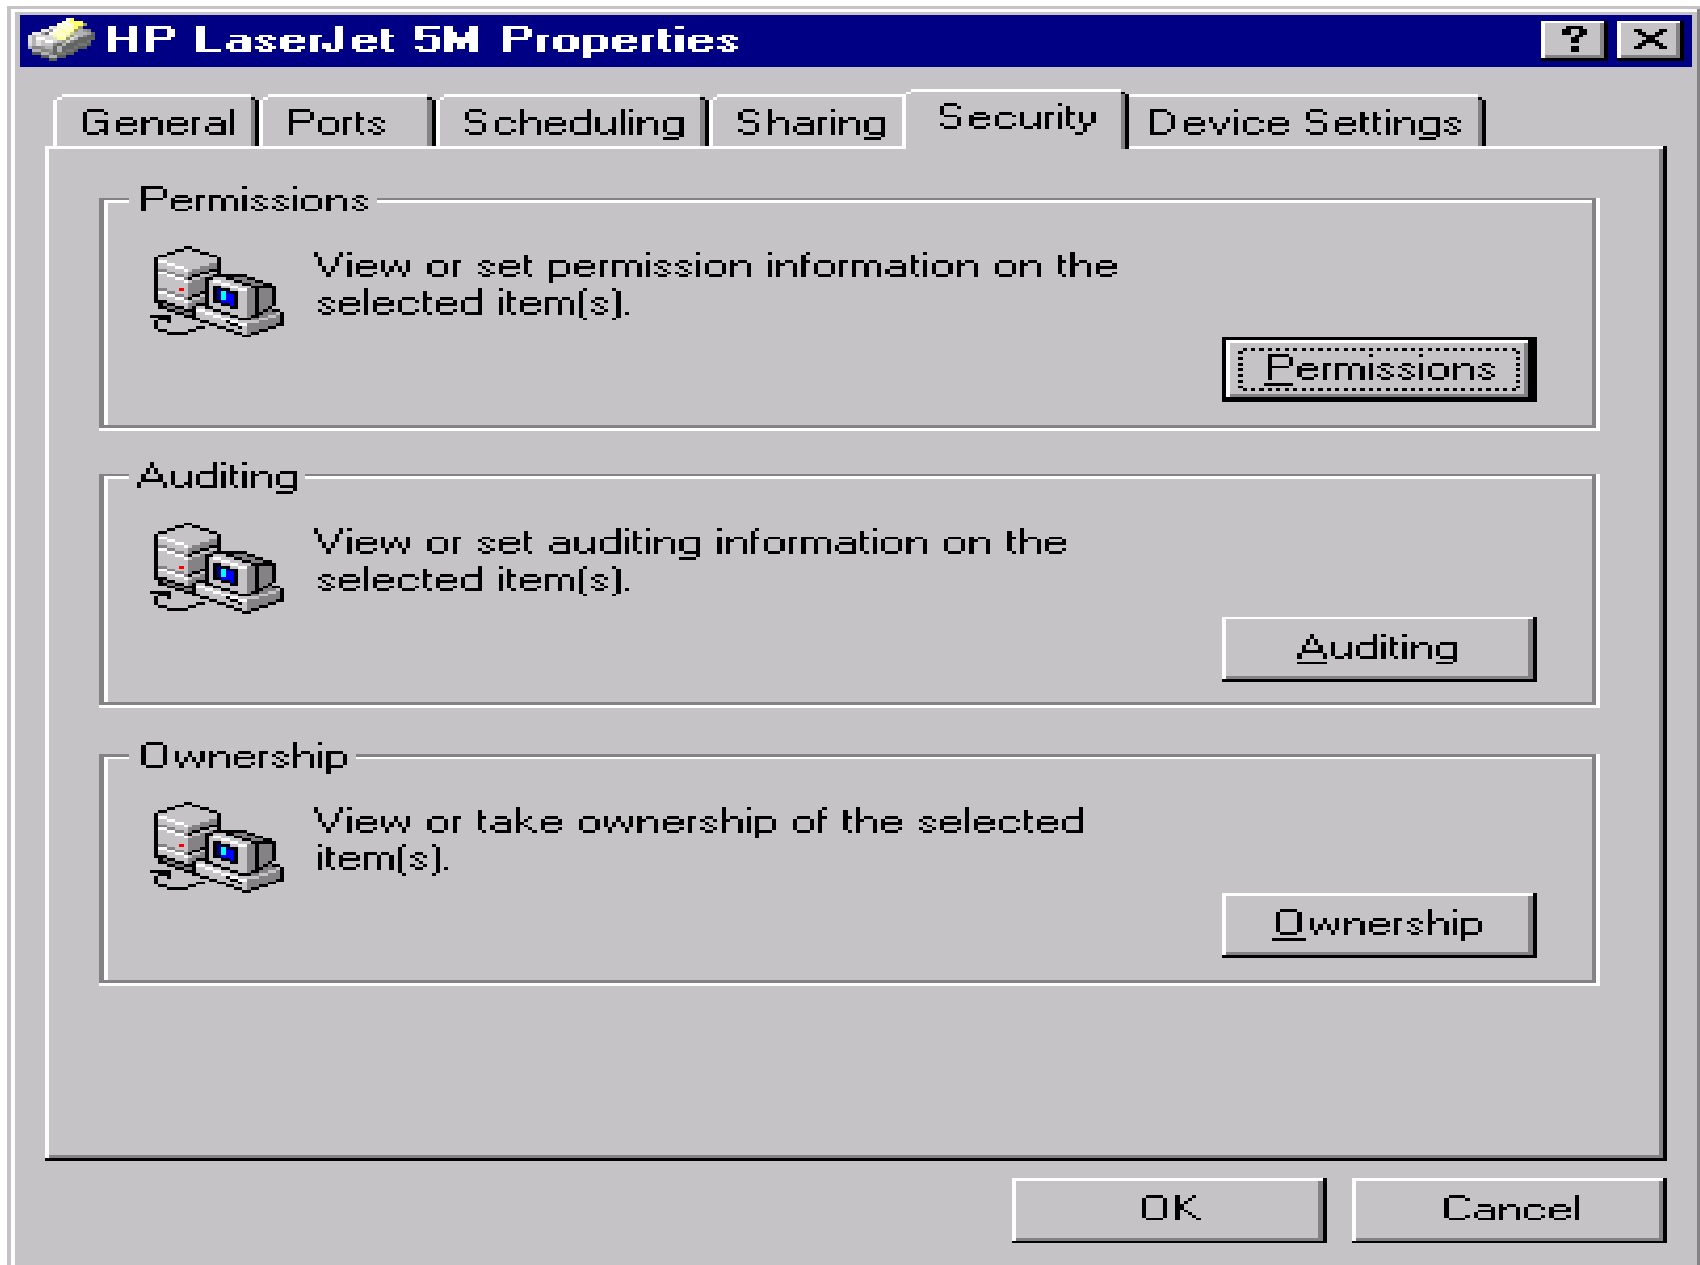 HP LaserJet 5M Properties
General Ports Scheduling Sharing Security Device Settings
Permissions
View or set permission information on the
selected item(s).
Permissions
Auditing
View or set auditing information on the
selected item(s).
Auditing
Ownership
View or take ownership of the selected
item(s).
Ownership
OK Cancel